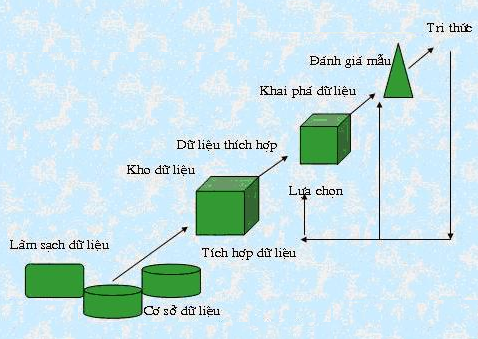 Tri thức
Đánh giá mẫu
Khai phá dữ liệu
Dữ liệu thích hợp
Kho dữ liệu
Lựa chọn
Làm sạch dữ liệu
Tích hợp dữ liệu
Cơ sở dữ liệu